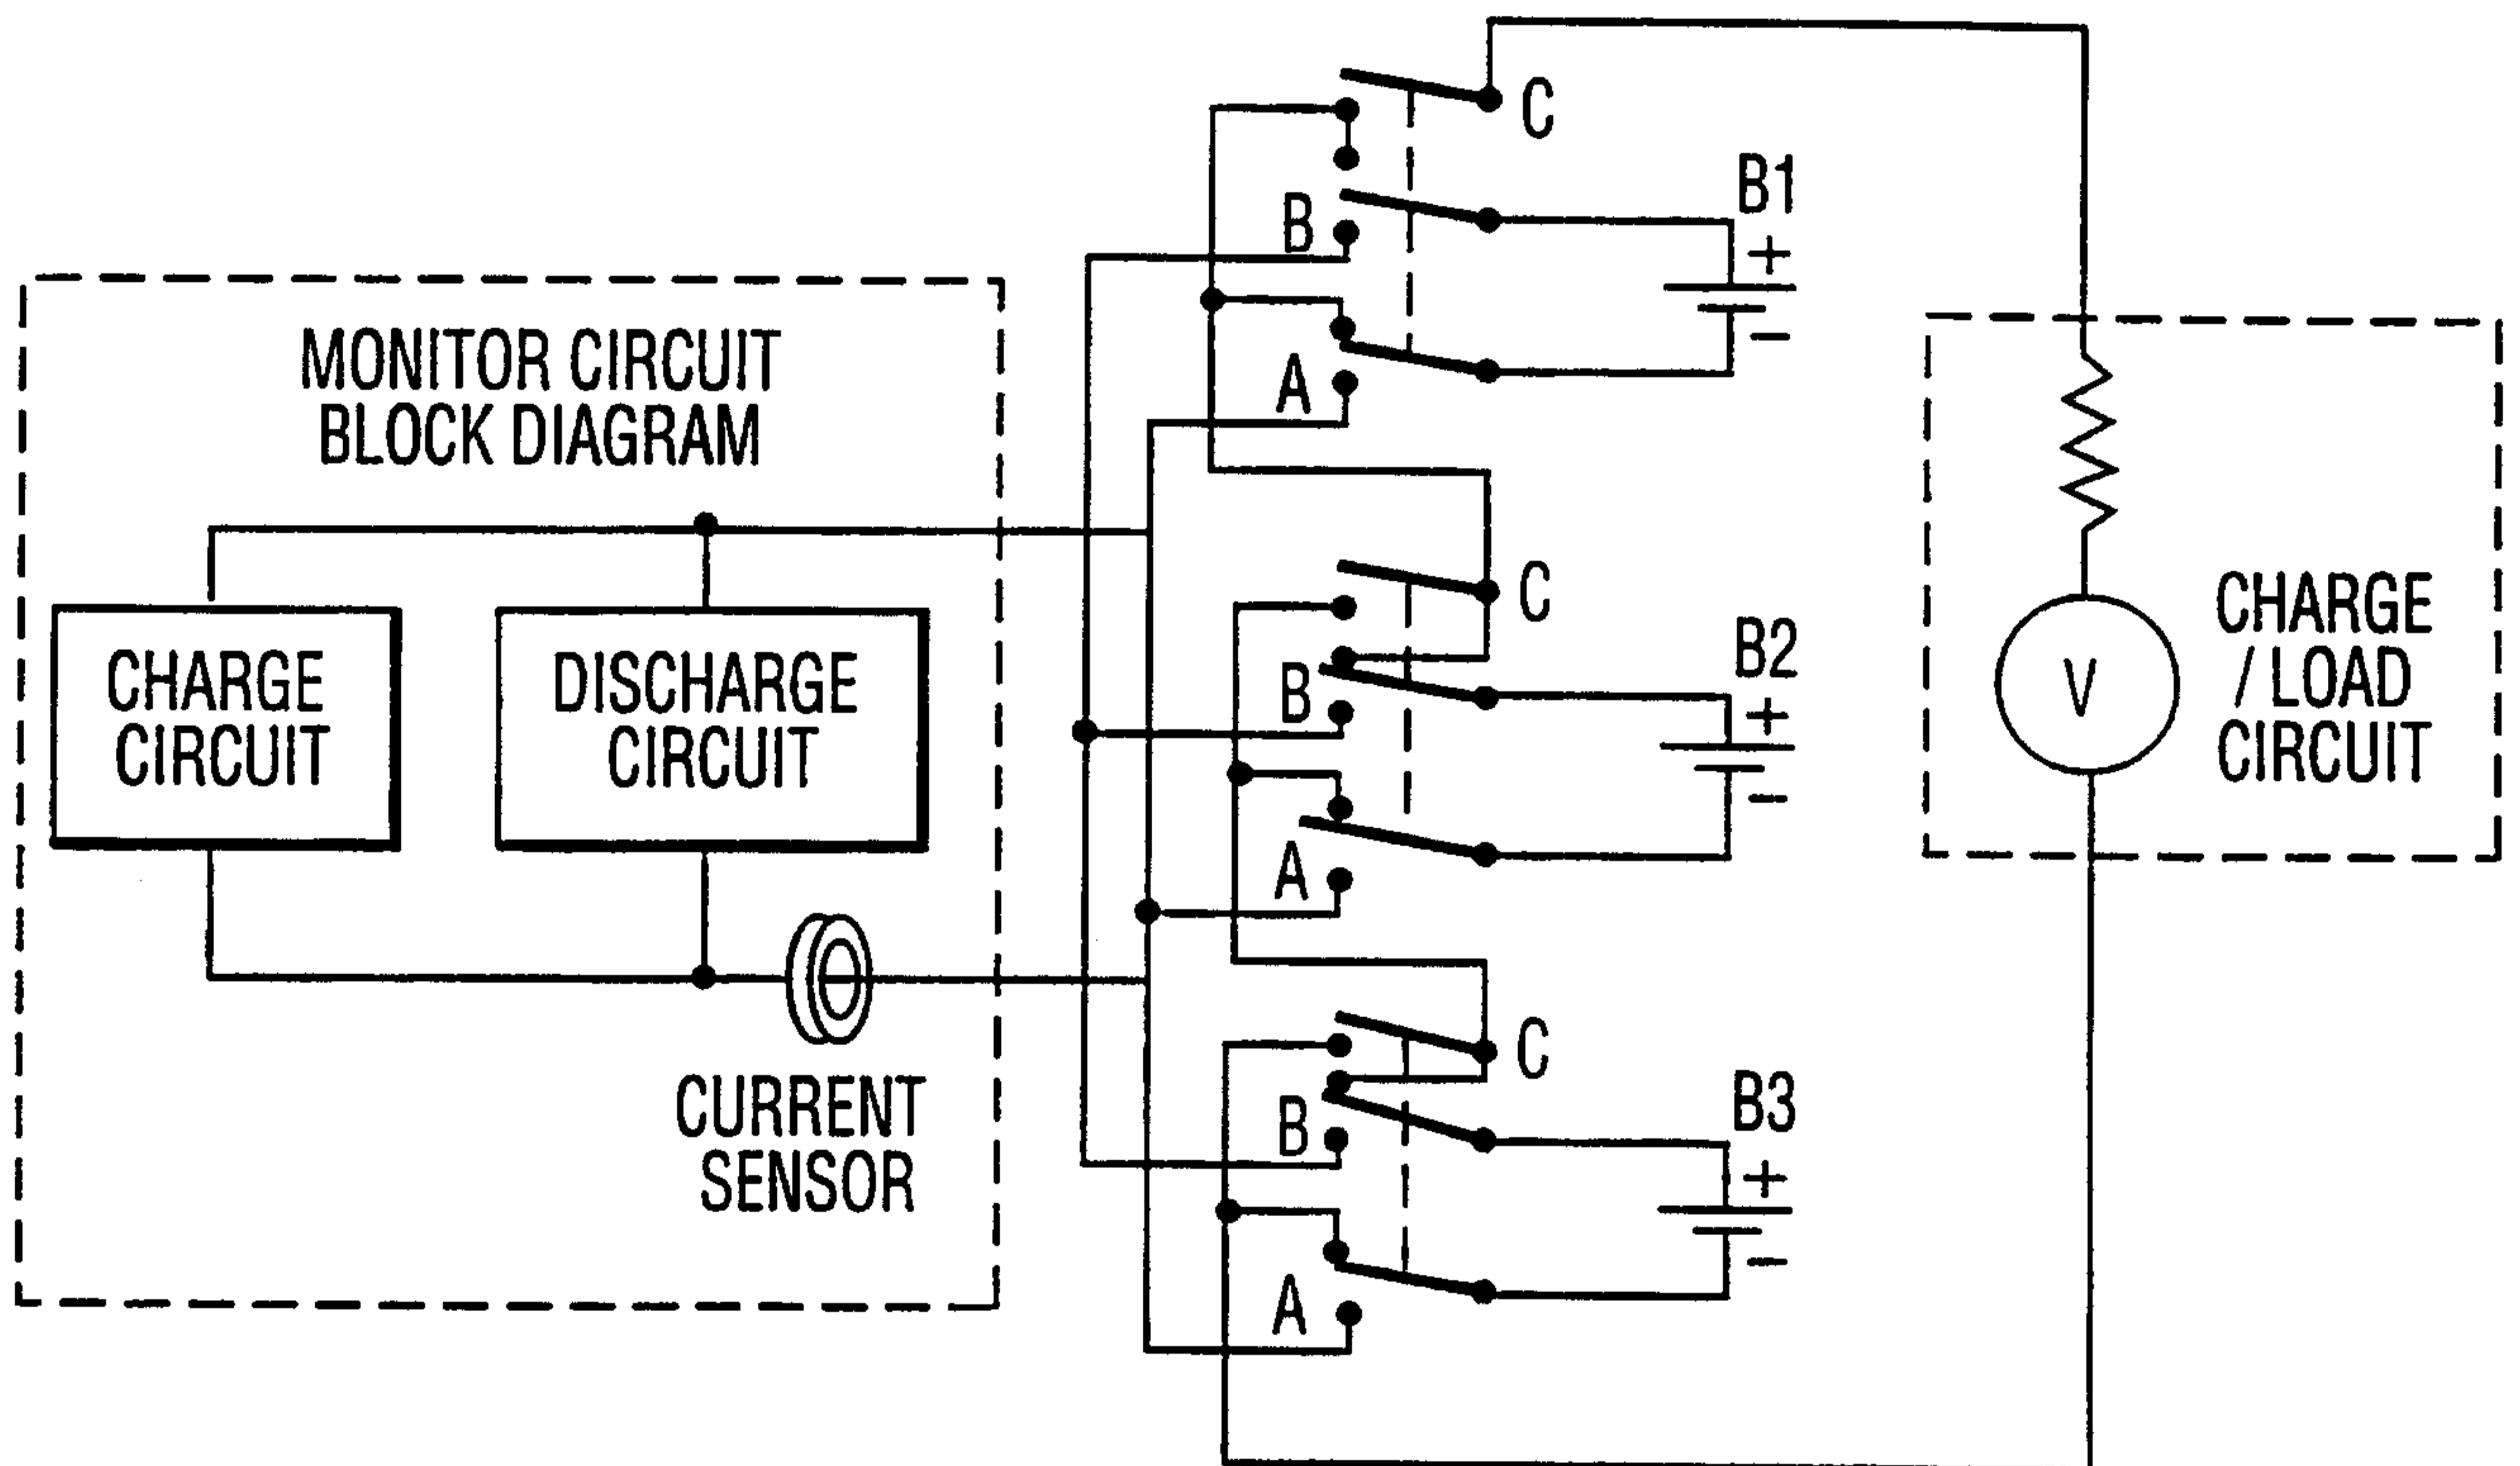 MONITOR CIRCUIT
BLOCK DIAGRAM
CHARGE
CIRCUIT
DISCHARGE
CIRCUIT
CURRENT
SENSOR
C
B
B1
+
-
A
C
B
B2
+
-
A
C
B
B3
+
-
A
V
CHARGE
/LOAD
CIRCUIT